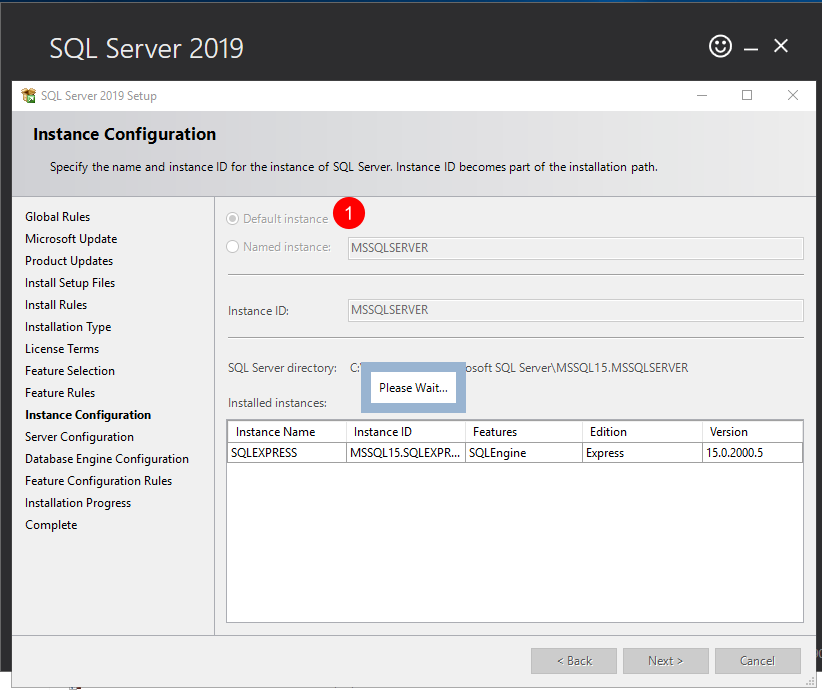 SQL Server 2019
SQL Server 2019 Setup
Instance Configuration
Specify the name and instance ID for the instance of SQL Server. Instance ID becomes part of the installation path.
Global Rules
Microsoft Update
Product Updates
Install Setup Files
Install Rules
Installation Type
License Terms
Feature Selection
Feature Rules
Instance Configuration
Server Configuration
Database Engine Configuration
Feature Configuration Rules
Installation Progress
Complete
Default instance 1
Named instance: MSSQLSERVER
Instance ID: MSSQLSERVER
SQL Server directory: C: osoft SQL Server\MSSQL15.MSSQLSERVER
Please Wait...
Installed instances:
Instance Name Instance ID Features Edition Version
SQLEXPRESS MSSQL15.SQLEXPR... SQLEngine Express 15.0.2000.5
< Back Next > Cancel